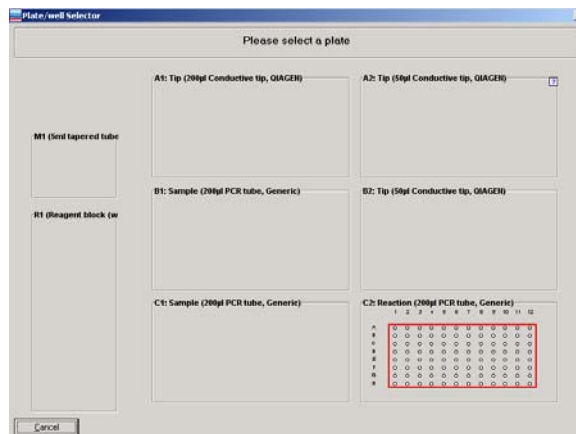 Plate/well Selector
Please select a plate
A1: Tip (200µl Conductive tip, QIAGEN)
A2: Tip (50µl Conductive tip, QIAGEN)
?
M1 (5ml tapered tube
B1: Sample (200µl PCR tube, Generic)
B2: Tip (50µl Conductive tip, QIAGEN)
R1 (Reagent block (w
C1: Sample (200µl PCR tube, Generic)
C2: Reaction (200µl PCR tube, Generic)
1 2 3 4 5 6 7 8 9 10 11 12
A
B
C
D
E
F
G
H
Cancel